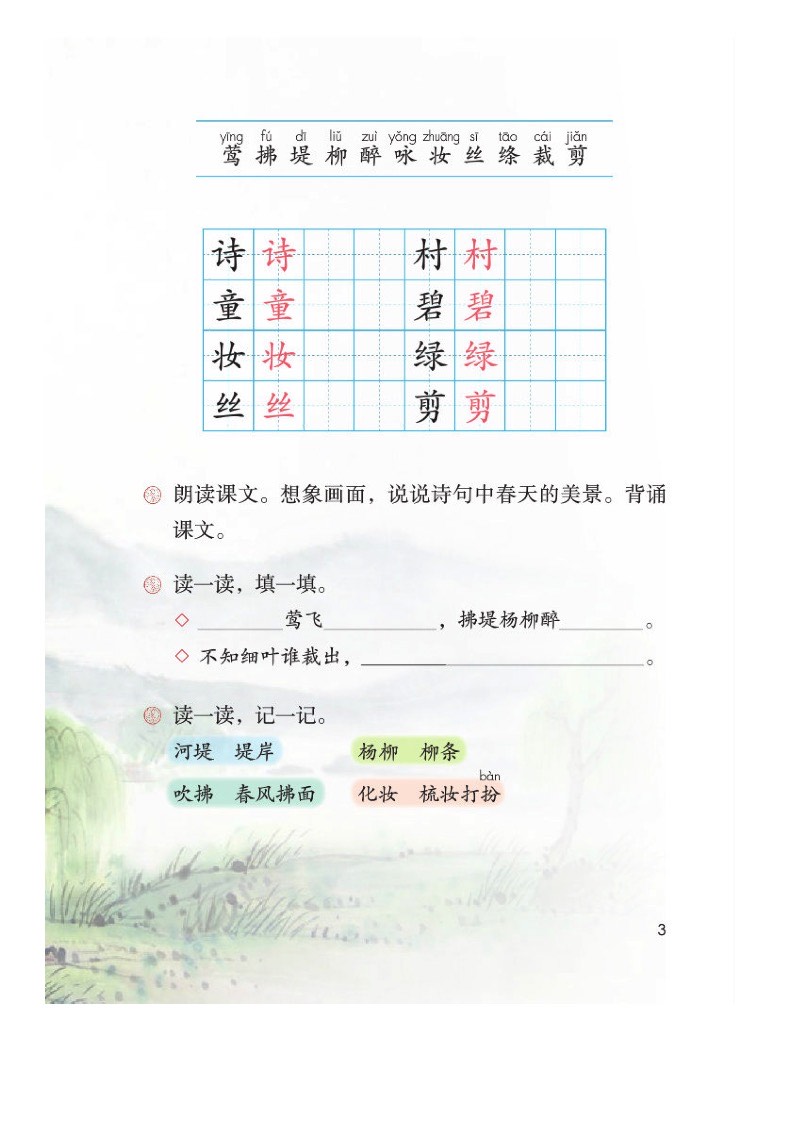 yīng fú dī liǔ zuì yǒng zhuāng sī tāo cái jiǎn
莺 拂 堤 柳 醉 咏 妆 丝 绦 裁 剪
诗 诗 村 村
童 童 碧 碧
妆 妆 绿 绿
丝 丝 剪 剪
朗读课文。想象画面，说说诗句中春天的美景。背诵
课文。
读一读，填一填。
◇ ________莺飞__________，拂堤杨柳醉________。
◇ 不知细叶谁裁出，__________________________。
读一读，记一记。
河堤 堤岸 杨柳 柳条
bàn
吹拂 春风拂面 化妆 梳妆打扮
3